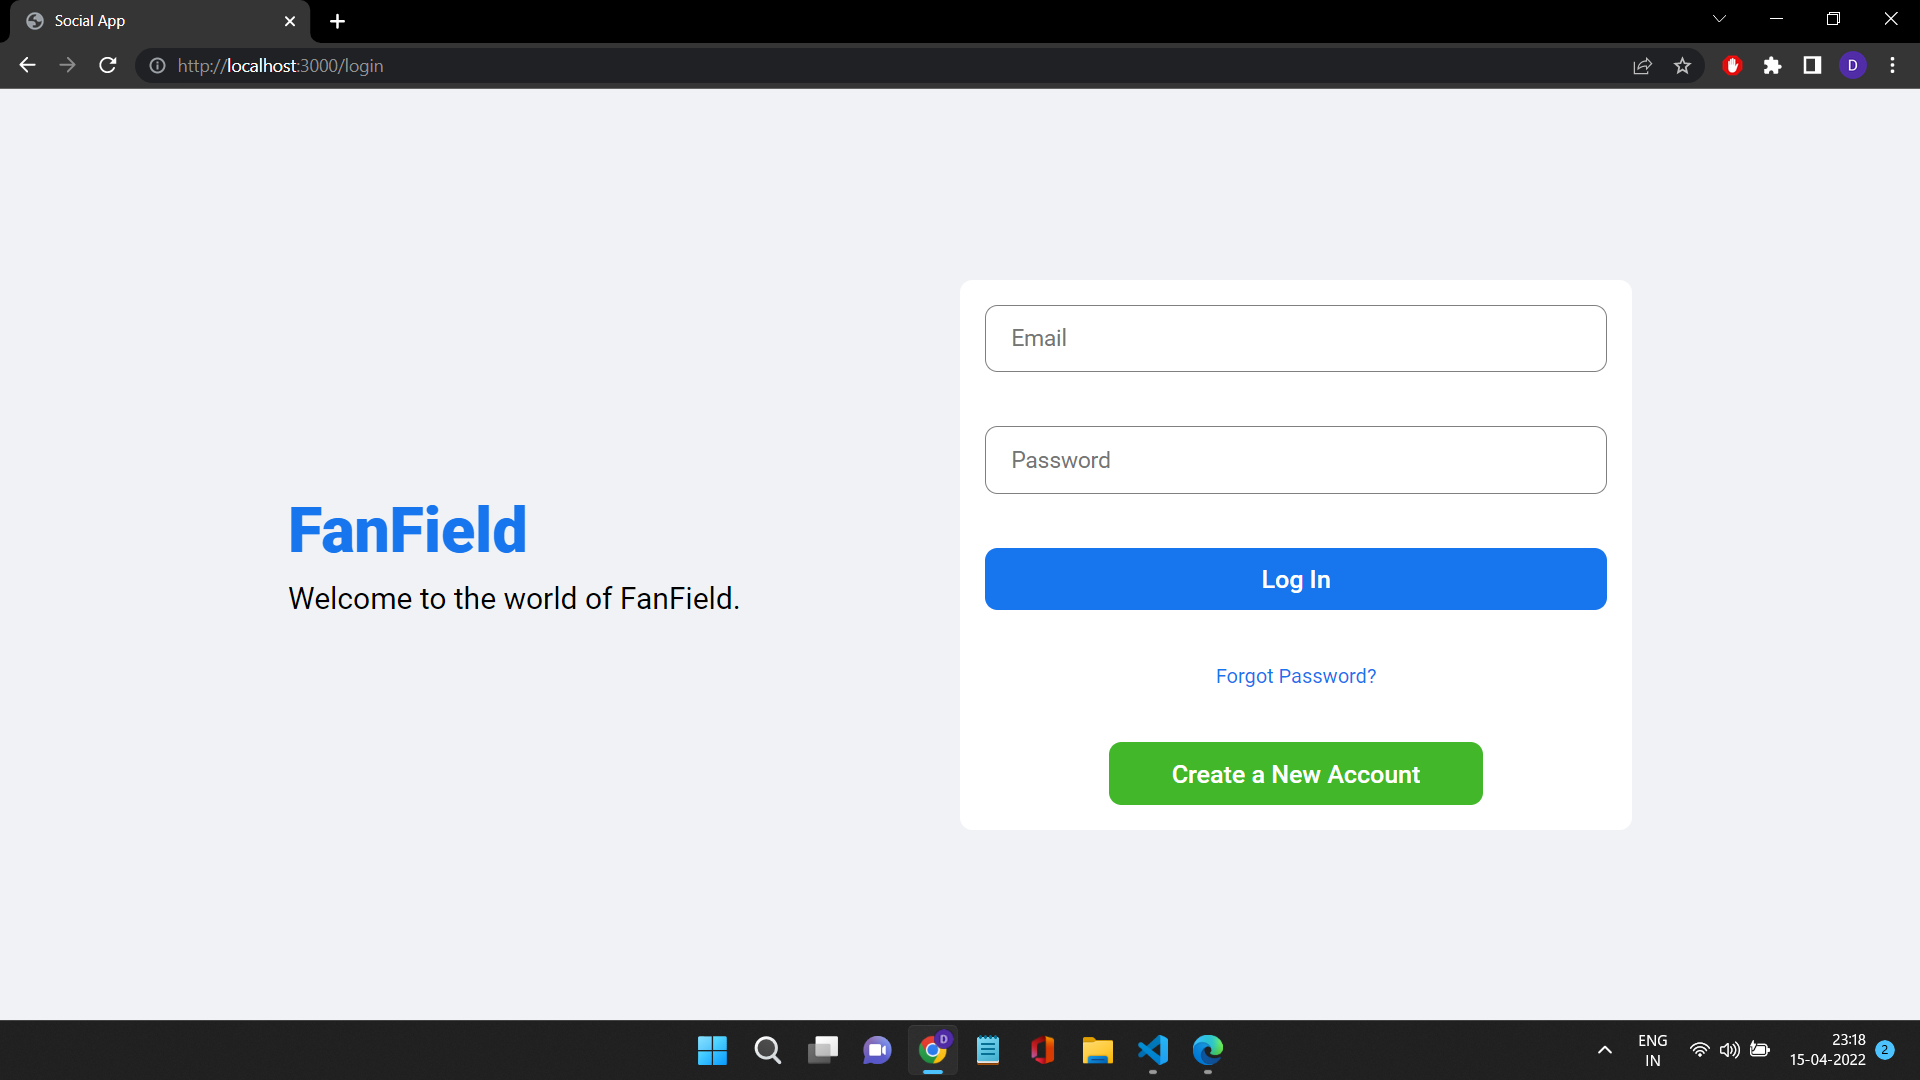 Social App
http://localhost:3000/login
D
Email
Password
FanField
Welcome to the world of FanField.
Log In
Forgot Password?
Create a New Account
D
ENG
IN
23:18
15-04-2022
2